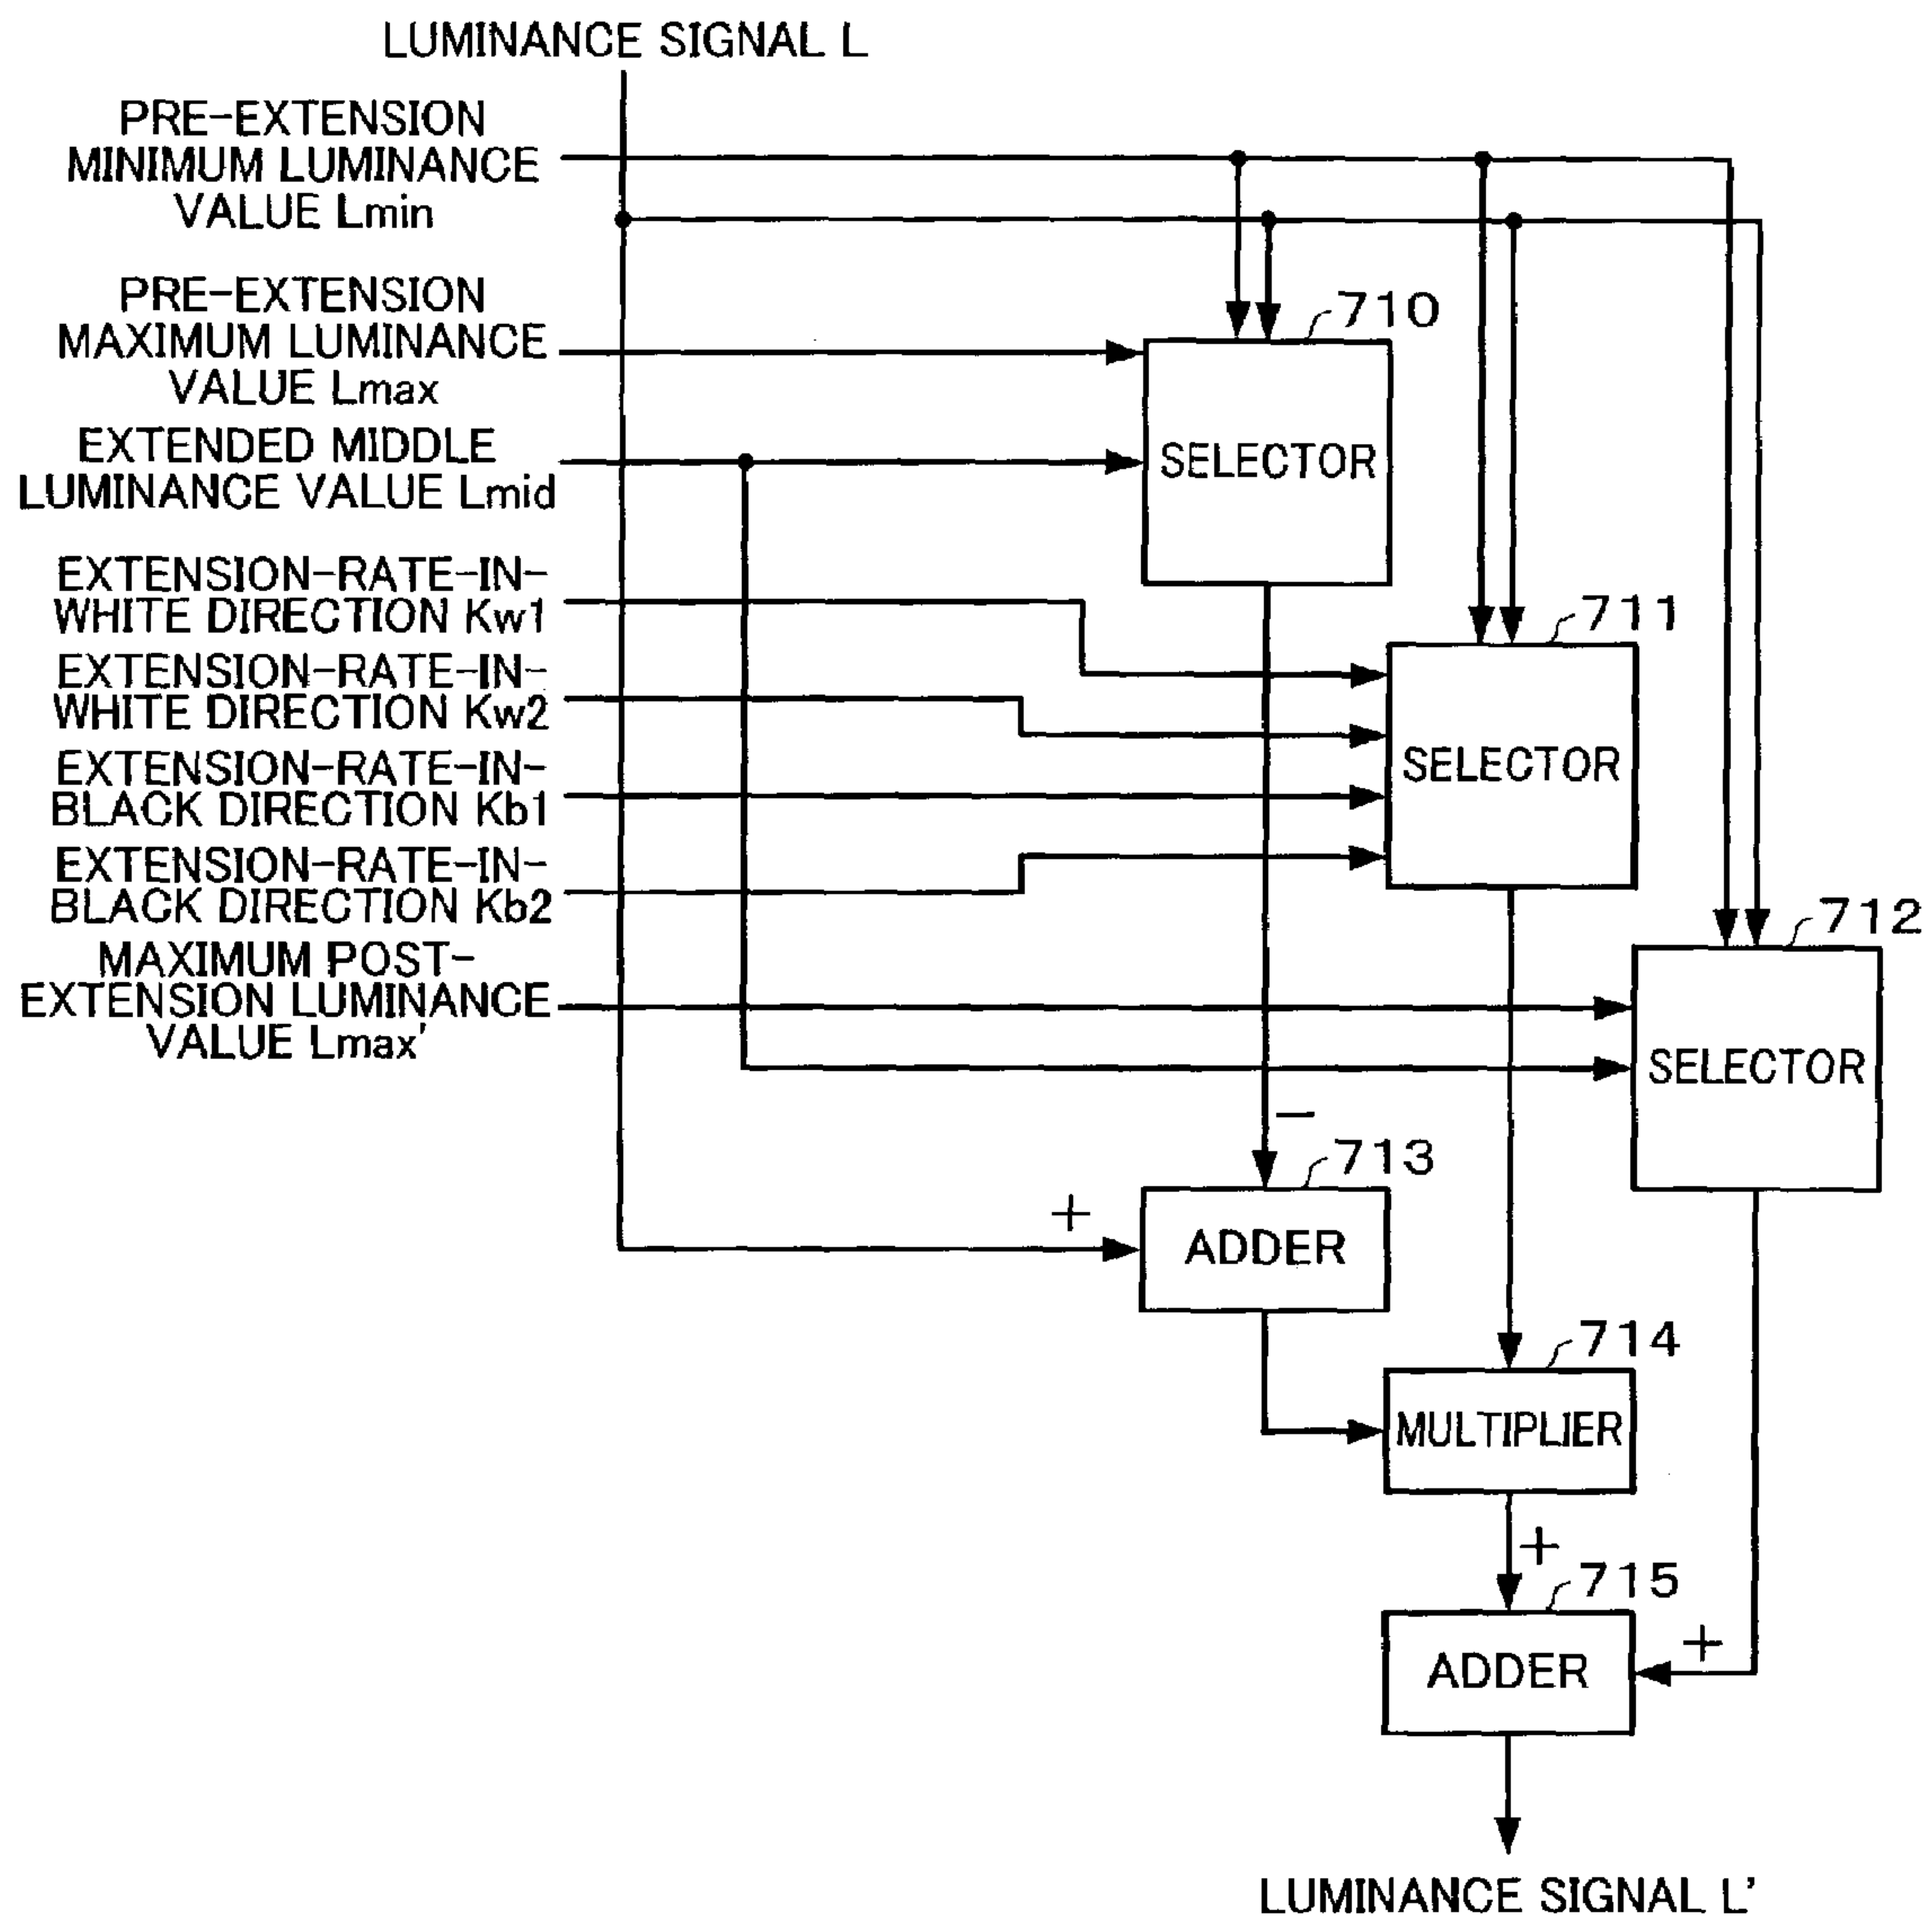 LUMINANCE SIGNAL L
PRE-EXTENSION
MINIMUM LUMINANCE
VALUE Lmin
PRE-EXTENSION
MAXIMUM LUMINANCE
VALUE Lmax
710
EXTENDED MIDDLE
LUMINANCE VALUE Lmid
SELECTOR
EXTENSION-RATE-IN-
WHITE DIRECTION Kw1
711
EXTENSION-RATE-IN-
WHITE DIRECTION Kw2
EXTENSION-RATE-IN-
BLACK DIRECTION Kb1
SELECTOR
EXTENSION-RATE-IN-
BLACK DIRECTION Kb2
712
MAXIMUM POST-
EXTENSION LUMINANCE
VALUE Lmax'
SELECTOR
−
713
+
ADDER
714
MULTIPLIER
+
715
+
ADDER
LUMINANCE SIGNAL L'